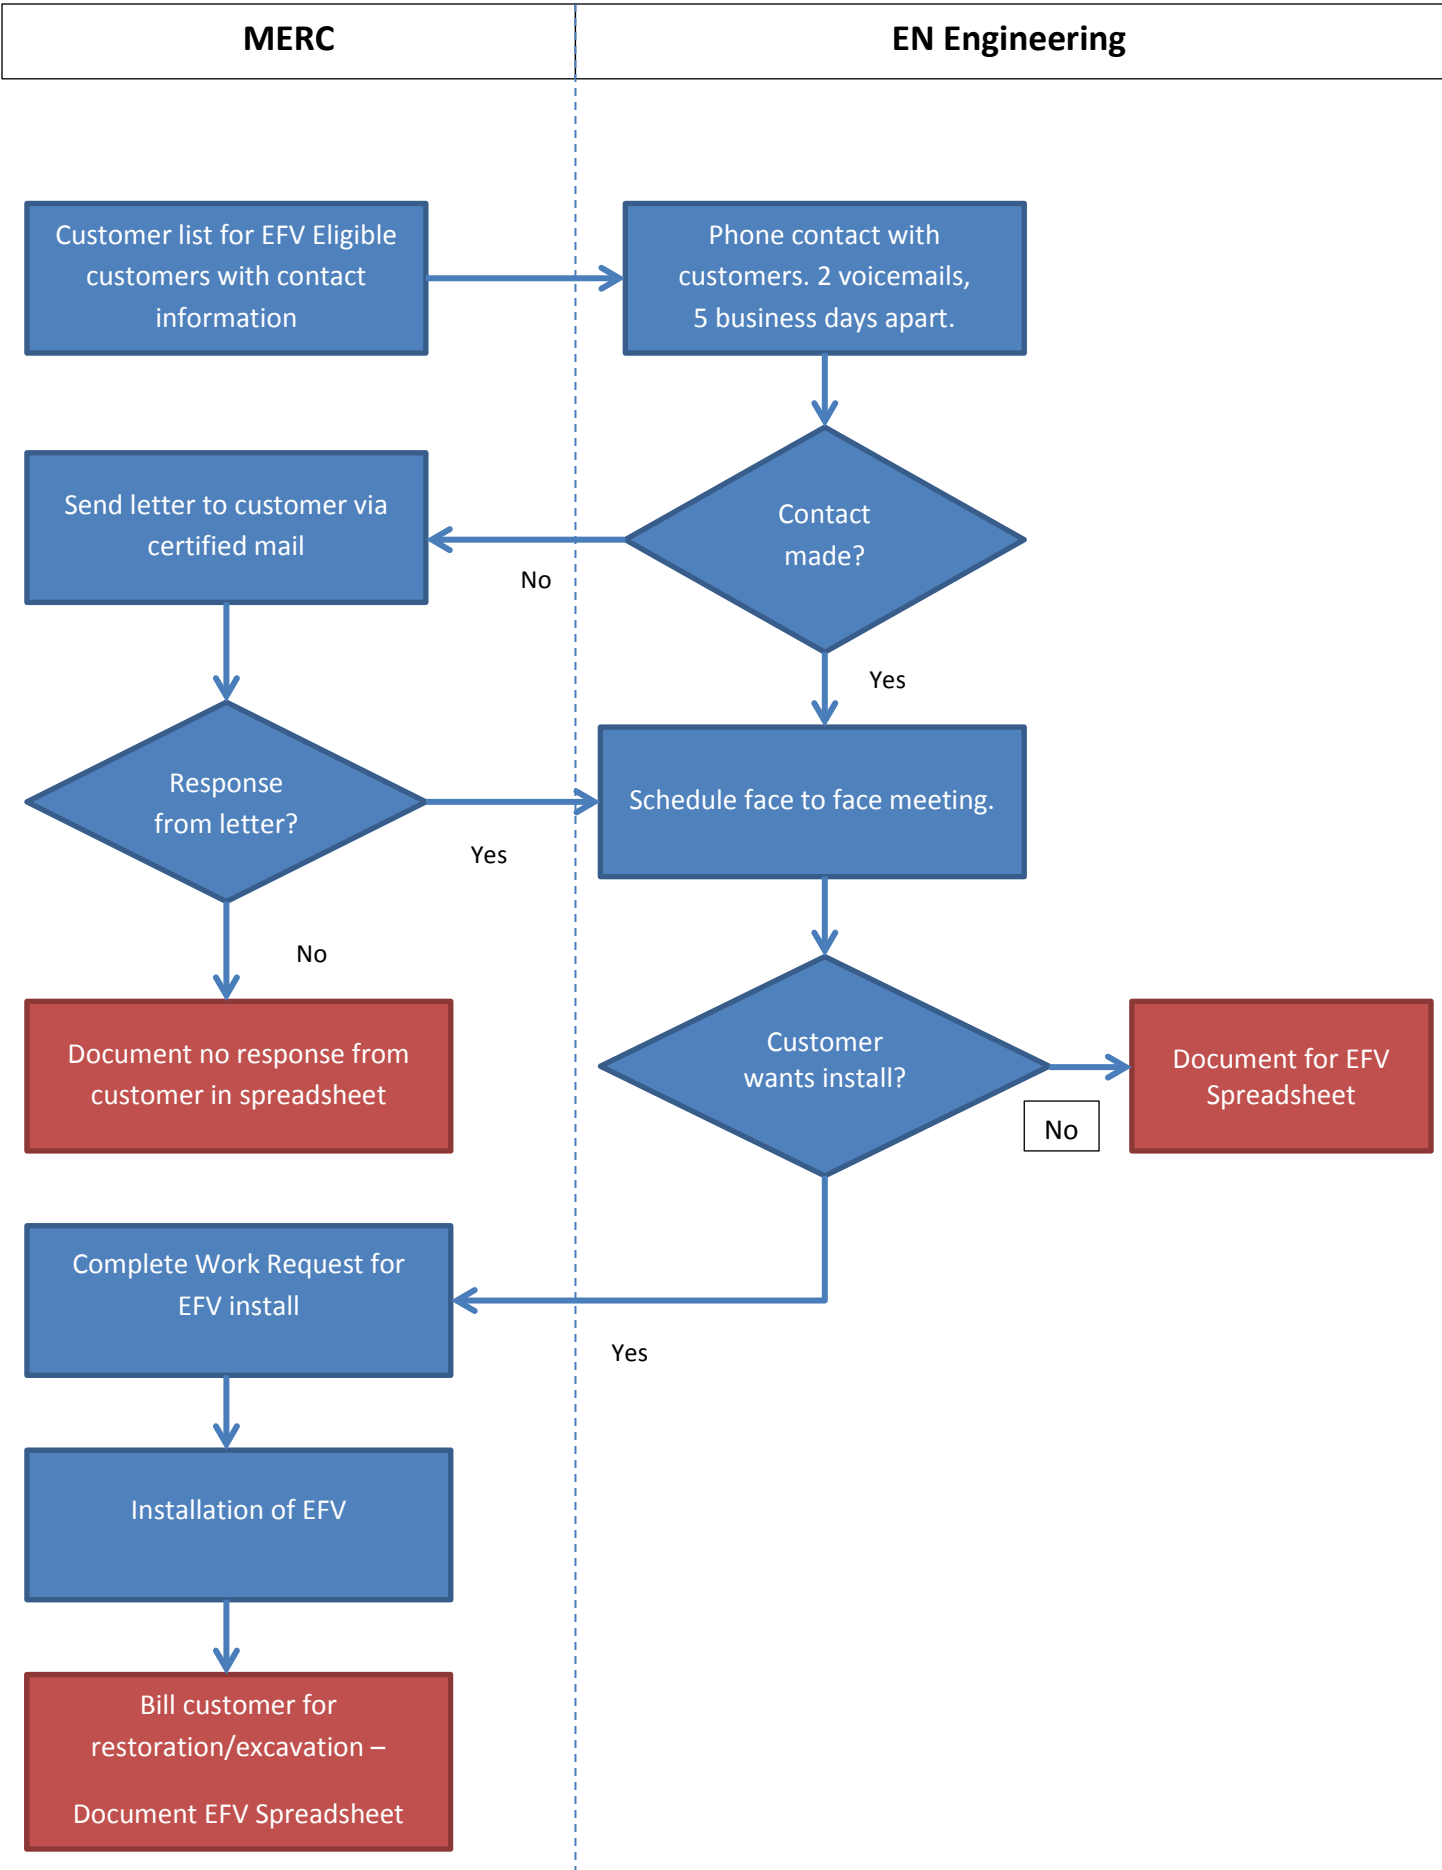 MERC
EN Engineering
Customer list for EFV Eligible
customers with contact
information
Phone contact with
customers. 2 voicemails,
5 business days apart.
Send letter to customer via
certified mail
Contact
made?
No
Yes
Response
from letter?
Schedule face to face meeting.
Yes
No
Document no response from
customer in spreadsheet
Customer
wants install?
Document for EFV
Spreadsheet
No
Complete Work Request for
EFV install
Yes
Installation of EFV
Bill customer for
restoration/excavation –
Document EFV Spreadsheet